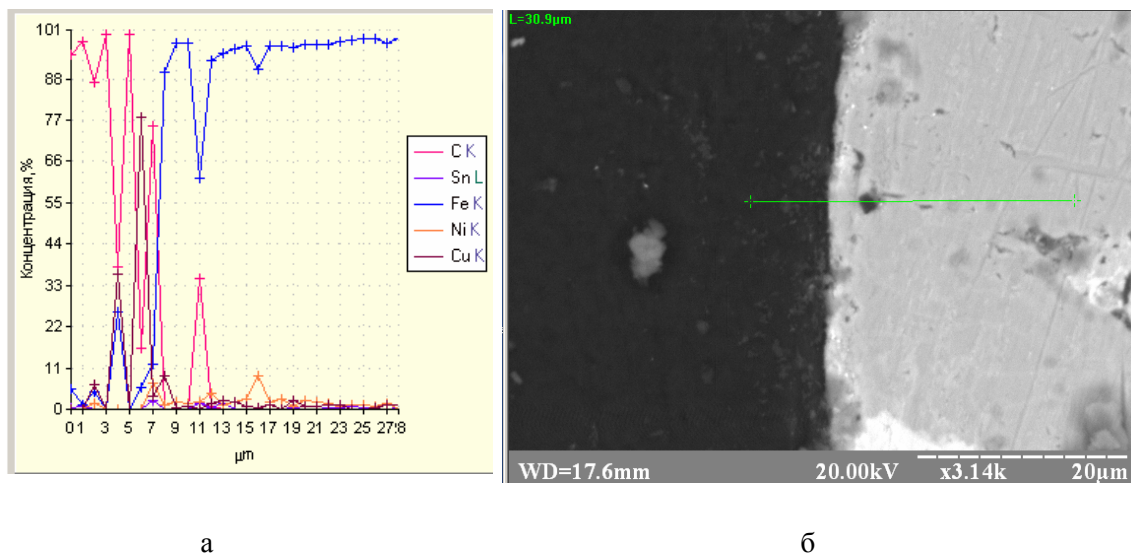 101
88
77
66
55
44
33
22
11
0
Концентрация,%
0 1 3 5 7 9 11 13 15 17 19 21 23 25 27 28
µm
C K
Sn L
Fe K
Ni K
Cu K
L=30.9µm
WD=17.6mm 20.00kV x3.14k 20µm
а б